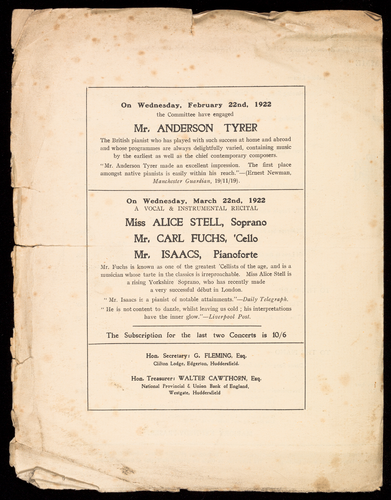 On Wednesday, February 22nd, 1922
the Committee have engaged
Mr. ANDERSON TYRER
The British pianist who has played with such success at home and abroad
and whose programmes are always delightfully varied, containing music
by the earliest as well as the chief contemporary composers.
"Mr. Anderson Tyrer made an excellent impression. The first place
amongst native pianists is easily within his reach."—(Ernest Newman,
Manchester Guardian, 19/11/19).
On Wednesday, March 22nd, 1922
A VOCAL & INSTRUMENTAL RECITAL
Miss ALICE STELL, Soprano
Mr. CARL FUCHS, 'Cello
Mr. ISAACS, Pianoforte
Mr. Fuchs is known as one of the greatest 'Cellists of the age, and is a
musician whose taste in the classics is irreproachable. Miss Alice Stell is
a rising Yorkshire Soprano, who has recently made
a very successful début in London.
"Mr. Isaacs is a pianist of notable attainments."—Daily Telegraph.
"He is not content to dazzle, whilst leaving us cold; his interpretations
have the inner glow."—Liverpool Post.
The Subscription for the last two Concerts is 10/6
Hon. Secretary: G. FLEMING, Esq.
Clifton Lodge, Edgerton, Huddersfield.
Hon. Treasurer: WALTER CAWTHORN, Esq.
National Provincial & Union Bank of England,
Westgate, Huddersfield